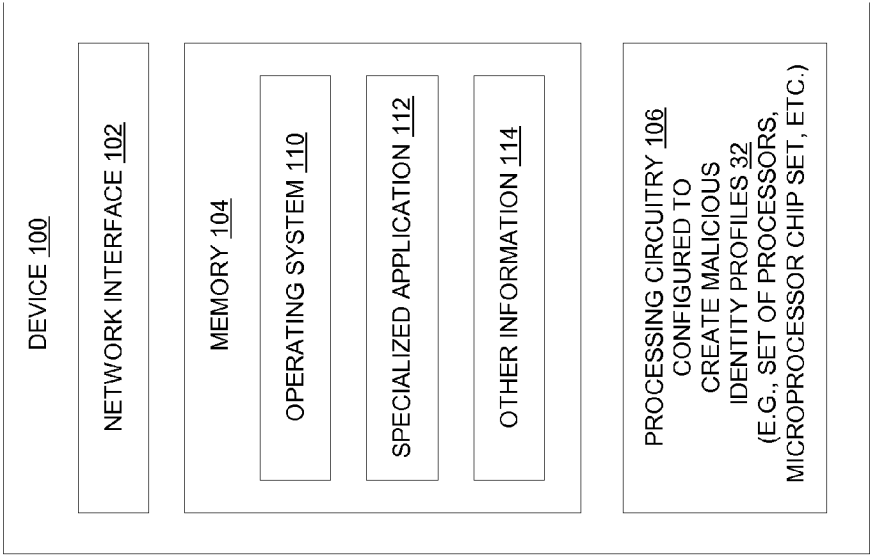 DEVICE 100
NETWORK INTERFACE 102
MEMORY 104
OPERATING SYSTEM 110
SPECIALIZED APPLICATION 112
OTHER INFORMATION 114
PROCESSING CIRCUITRY 106
CONFIGURED TO
CREATE MALICIOUS
IDENTITY PROFILES 32
(E.G., SET OF PROCESSORS,
MICROPROCESSOR CHIP SET, ETC.)